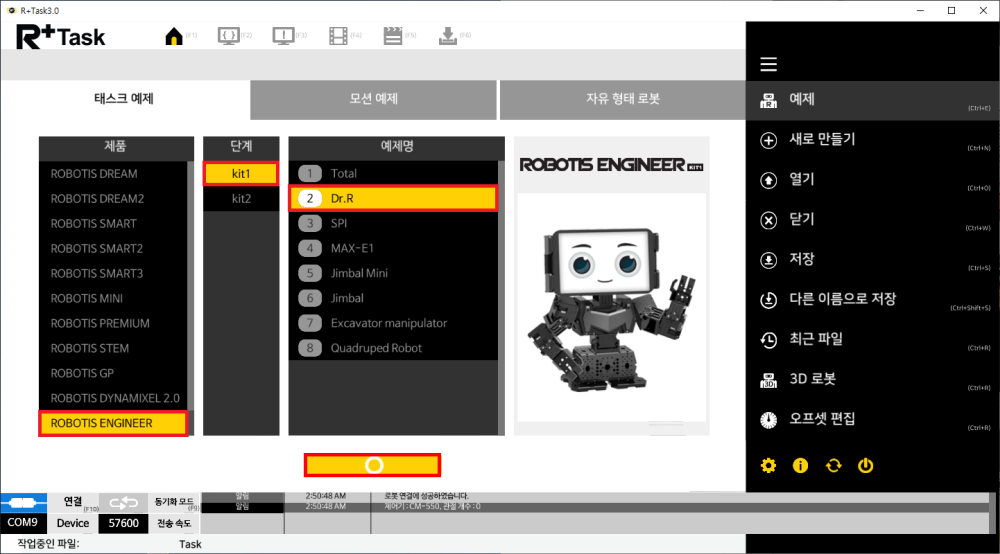 R+Task3.0
R+Task
(F1) (F2) (F3) (F4) (F5) (F6)
태스크 예제
모션 예제
자유 형태 로봇
제품
ROBOTIS DREAM
ROBOTIS DREAM2
ROBOTIS SMART
ROBOTIS SMART2
ROBOTIS SMART3
ROBOTIS MINI
ROBOTIS PREMIUM
ROBOTIS STEM
ROBOTIS GP
ROBOTIS DYNAMIXEL 2.0
ROBOTIS ENGINEER
단계
kit1
kit2
예제명
1 Total
2 Dr.R
3 SPI
4 MAX-E1
5 Jimbal Mini
6 Jimbal
7 Excavator manipulator
8 Quadruped Robot
ROBOTIS ENGINEER KIT1
예제 (Ctrl+E)
새로 만들기 (Ctrl+N)
열기 (Ctrl+O)
닫기 (Ctrl+W)
저장 (Ctrl+S)
다른 이름으로 저장 (Ctrl+Shift+S)
최근 파일 (Ctrl+R)
3D 3D 로봇 (Ctrl+R)
오프셋 편집 (Ctrl+R)
연결 (F10) 동기화 모드 (F9)
COM9 Device 57600 전송 속도
알림 2:50:48 AM 로봇 연결에 성공하였습니다.
알림 2:50:48 AM 제어기 : CM-550, 관절 개수 : 0
작업중인 파일: Task